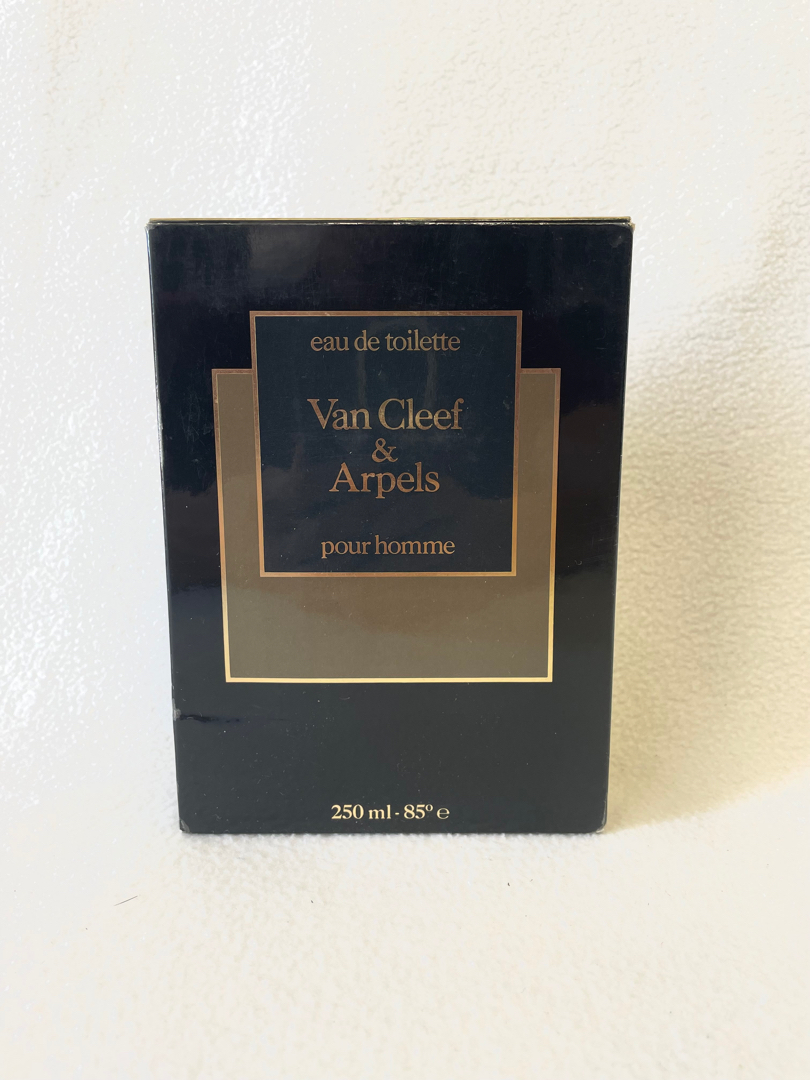 eau de toilette
Van Cleef
&
Arpels
pour homme
250 ml - 85° ℮